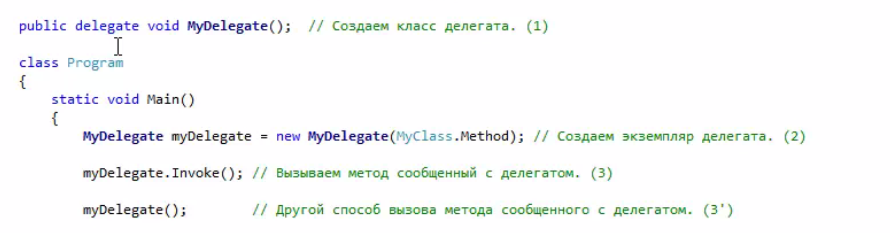 public delegate void MyDelegate();  // Создаем класс делегата. (1)
class Program
{
    static void Main()
    {
        MyDelegate myDelegate = new MyDelegate(MyClass.Method); // Создаем экземпляр делегата. (2)
        myDelegate.Invoke(); // Вызываем метод сообщенный с делегатом. (3)
        myDelegate();        // Другой способ вызова метода сообщенного с делегатом. (3')